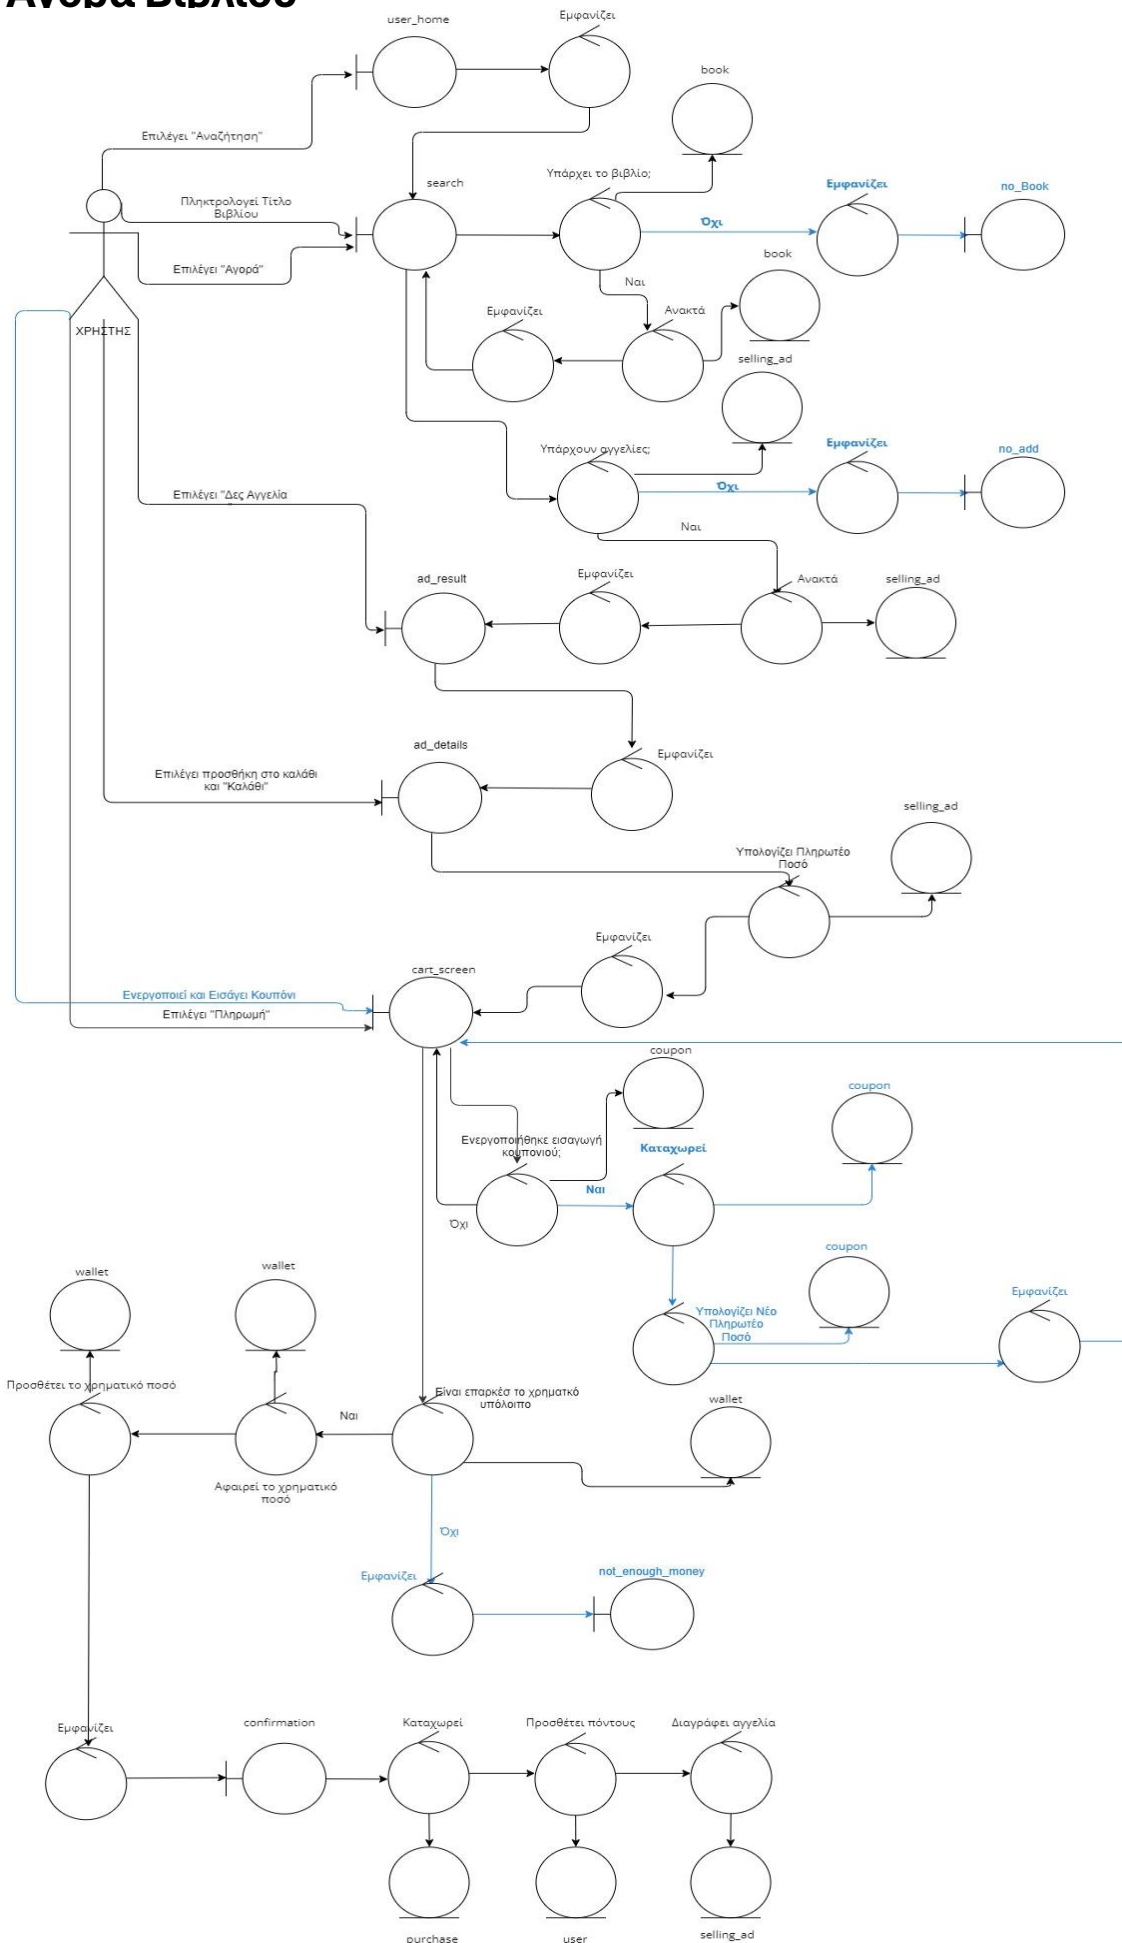 Αγορά Βιβλίου
user_home
Εμφανίζει
book
Επιλέγει "Αναζήτηση"
search
Υπάρχει το βιβλίο;
Εμφανίζει
no_Book
Πληκτρολογεί Τίτλο
Βιβλίου
Όχι
Επιλέγει "Αγορά"
book
Ναι
Εμφανίζει
Ανακτά
ΧΡΗΣΤΗΣ
selling_ad
Υπάρχουν αγγελίες;
Εμφανίζει
no_add
Επιλέγει "Δες Αγγελία
Όχι
Ναι
ad_result
Εμφανίζει
Ανακτά
selling_ad
ad_details
Εμφανίζει
Επιλέγει προσθήκη στο καλάθι
και "Καλάθι"
selling_ad
Υπολογίζει Πληρωτέο
Ποσό
Εμφανίζει
cart_screen
Ενεργοποιεί και Εισάγει Κουπόνι
Επιλέγει "Πληρωμή"
coupon
coupon
Ενεργοποιήθηκε εισαγωγή
κουπονιού;
Καταχωρεί
Ναι
Όχι
coupon
wallet
wallet
Υπολογίζει Νέο
Πληρωτέο
Ποσό
Εμφανίζει
Προσθέτει το χρηματικό ποσό
Είναι επαρκέσ το χρηματκό
υπόλοιπο
wallet
Ναι
Αφαιρεί το χρηματικό
ποσό
Όχι
Εμφανίζει
not_enough_money
Εμφανίζει
confirmation
Καταχωρεί
Προσθέτει πόντους
Διαγράφει αγγελία
purchase
user
selling_ad